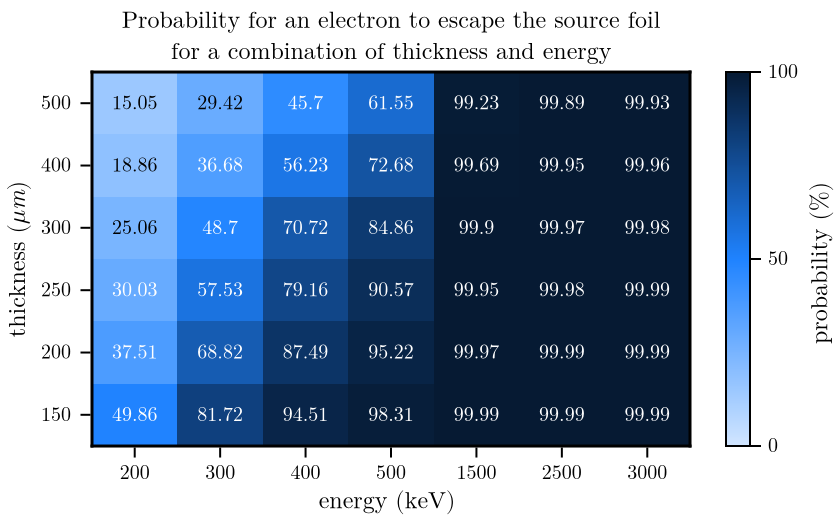 Probability for an electron to escape the source foil
for a combination of thickness and energy
thickness (μm)
500 15.05 29.42 45.7 61.55 99.23 99.89 99.93
400 18.86 36.68 56.23 72.68 99.69 99.95 99.96
300 25.06 48.7 70.72 84.86 99.9 99.97 99.98
250 30.03 57.53 79.16 90.57 99.95 99.98 99.99
200 37.51 68.82 87.49 95.22 99.97 99.99 99.99
150 49.86 81.72 94.51 98.31 99.99 99.99 99.99
200 300 400 500 1500 2500 3000
energy (keV)
100
50
0
probability (%)